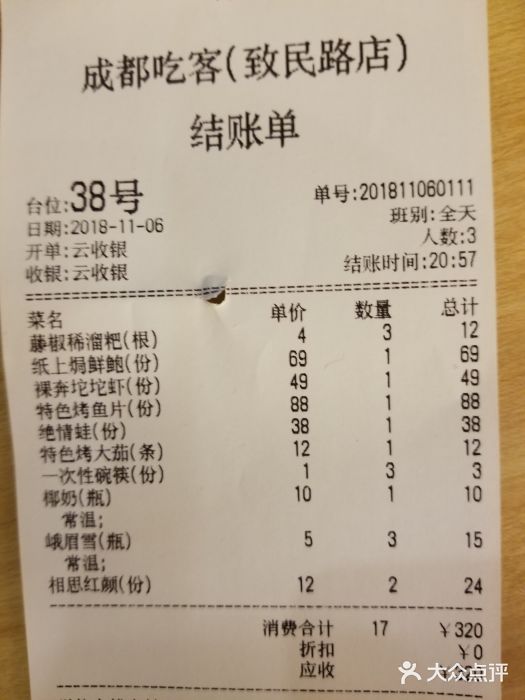 成都吃客(致民路店)
结账单
台位:38号 单号:201811060111
日期:2018-11-06 班别:全天
开单:云收银 人数:3
收银:云收银 结账时间:20:57
菜名 单价 数量 总计
藤椒稀溜粑(根) 4 3 12
纸上焗鲜鲍(份) 69 1 69
裸奔坨坨虾(份) 49 1 49
特色烤鱼片(份) 88 1 88
绝情蛙(份) 38 1 38
特色烤大茄(条) 12 1 12
一次性碗筷(份) 1 3 3
椰奶(瓶) 10 1 10
常温;
峨眉雪(瓶) 5 3 15
常温;
相思红颜(份) 12 2 24
消费合计 17 ¥320
折扣 ¥0
应收
大众点评